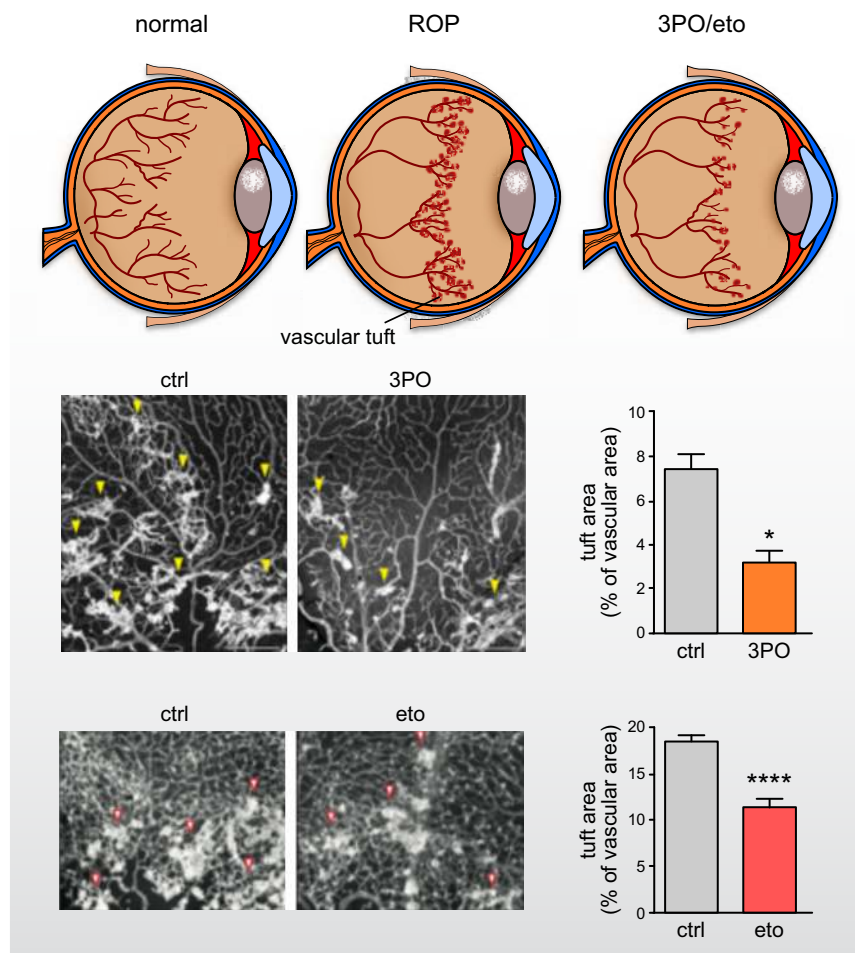 normal ROP 3PO/eto
vascular tuft
ctrl 3PO
tuft area
(% of vascular area)
10
8
6
4
2
0
*
ctrl 3PO
ctrl eto
tuft area
(% of vascular area)
20
15
10
5
0
****
ctrl eto